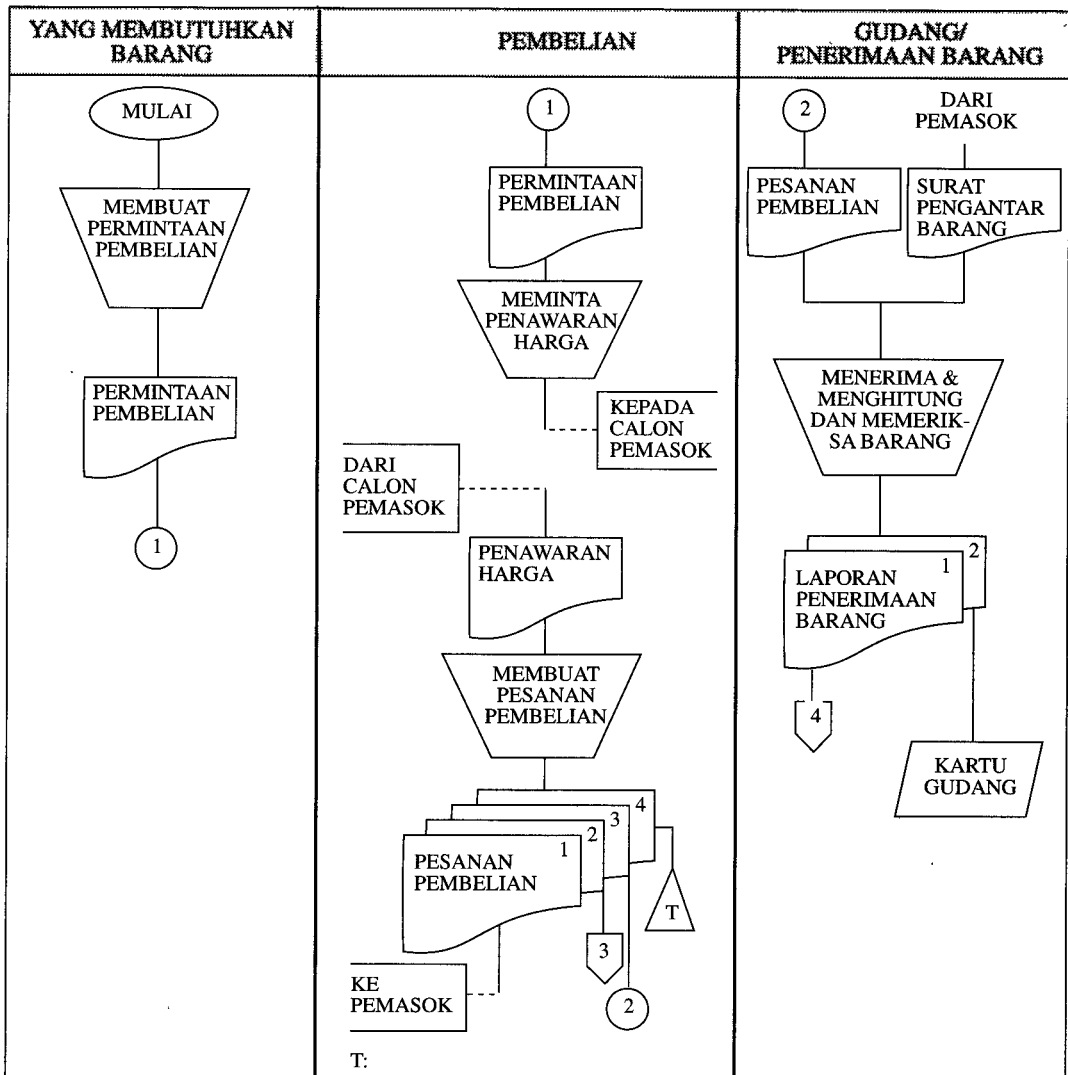 YANG MEMBUTUHKAN
BARANG
PEMBELIAN
GUDANG/
PENERIMAAN BARANG
MULAI
MEMBUAT
PERMINTAAN
PEMBELIAN
PERMINTAAN
PEMBELIAN
1
1
PERMINTAAN
PEMBELIAN
MEMINTA
PENAWARAN
HARGA
KEPADA
CALON
PEMASOK
DARI
CALON
PEMASOK
PENAWARAN
HARGA
MEMBUAT
PESANAN
PEMBELIAN
4
3
2
1
PESANAN
PEMBELIAN
T
3
KE
PEMASOK
2
T:
2
DARI
PEMASOK
PESANAN
PEMBELIAN
SURAT
PENGANTAR
BARANG
MENERIMA &
MENGHITUNG
DAN MEMERIK-
SA BARANG
2
1
LAPORAN
PENERIMAAN
BARANG
4
KARTU
GUDANG